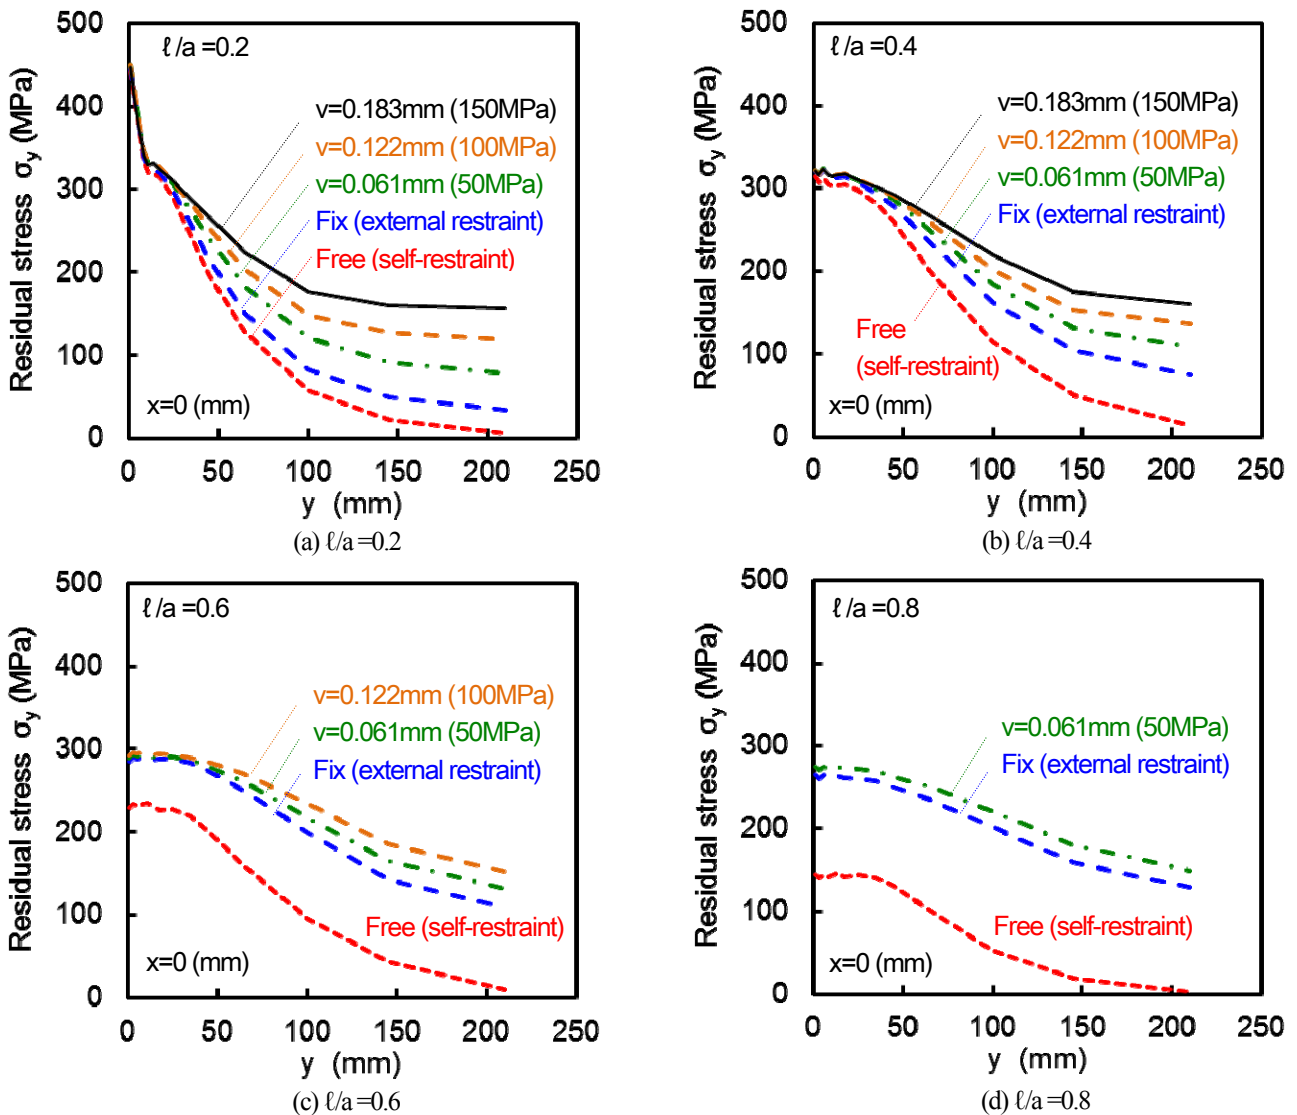 500
400
300
200
100
0
Residual stress σy (MPa)
ℓ/a =0.2
v=0.183mm (150MPa)
v=0.122mm (100MPa)
v=0.061mm (50MPa)
Fix (external restraint)
Free (self-restraint)
x=0 (mm)
0 50 100 150 200 250
y (mm)
(a) ℓ/a =0.2
500
400
300
200
100
0
Residual stress σy (MPa)
ℓ/a =0.4
v=0.183mm (150MPa)
v=0.122mm (100MPa)
v=0.061mm (50MPa)
Fix (external restraint)
Free
(self-restraint)
x=0 (mm)
0 50 100 150 200 250
y (mm)
(b) ℓ/a =0.4
500
400
300
200
100
0
Residual stress σy (MPa)
ℓ/a =0.6
v=0.122mm (100MPa)
v=0.061mm (50MPa)
Fix (external restraint)
Free (self-restraint)
x=0 (mm)
0 50 100 150 200 250
y (mm)
(c) ℓ/a =0.6
500
400
300
200
100
0
Residual stress σy (MPa)
ℓ/a =0.8
v=0.061mm (50MPa)
Fix (external restraint)
Free (self-restraint)
x=0 (mm)
0 50 100 150 200 250
y (mm)
(d) ℓ/a =0.8